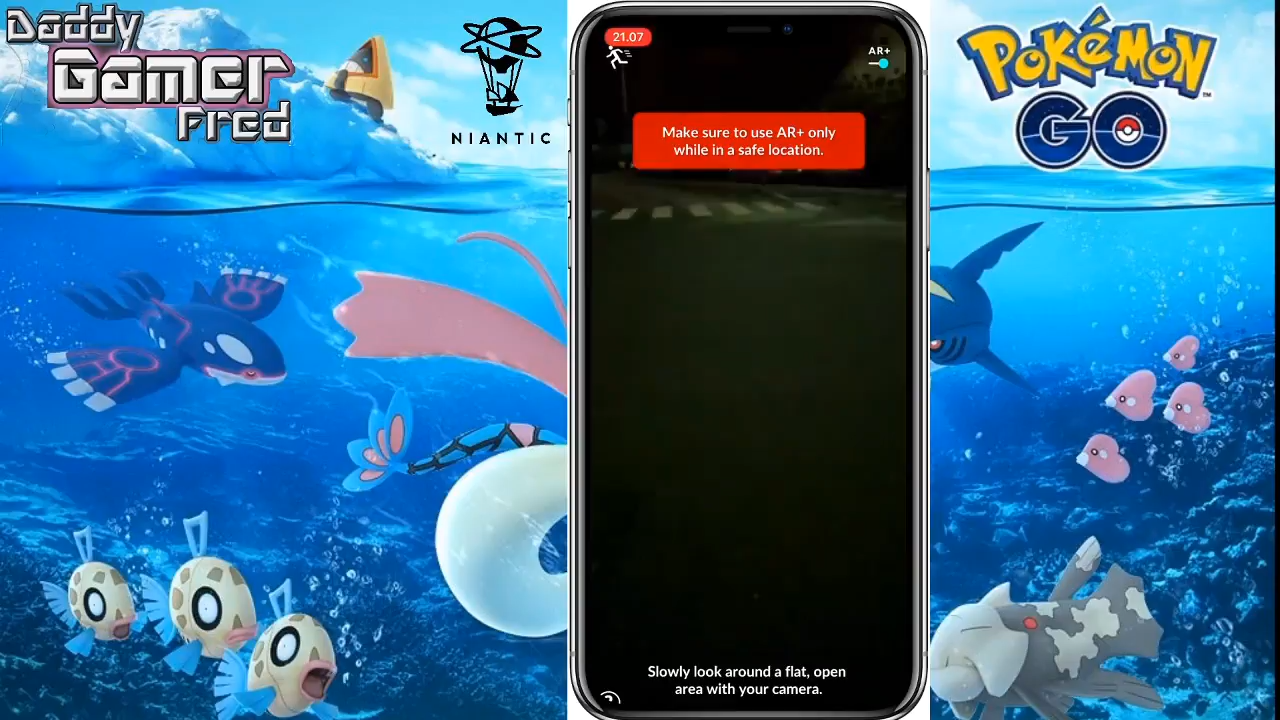 Daddy
Gamer
Fred
NIANTIC
21.07
AR+
Make sure to use AR+ only
while in a safe location.
Slowly look around a flat, open
area with your camera.
POKéMON
TM
GO